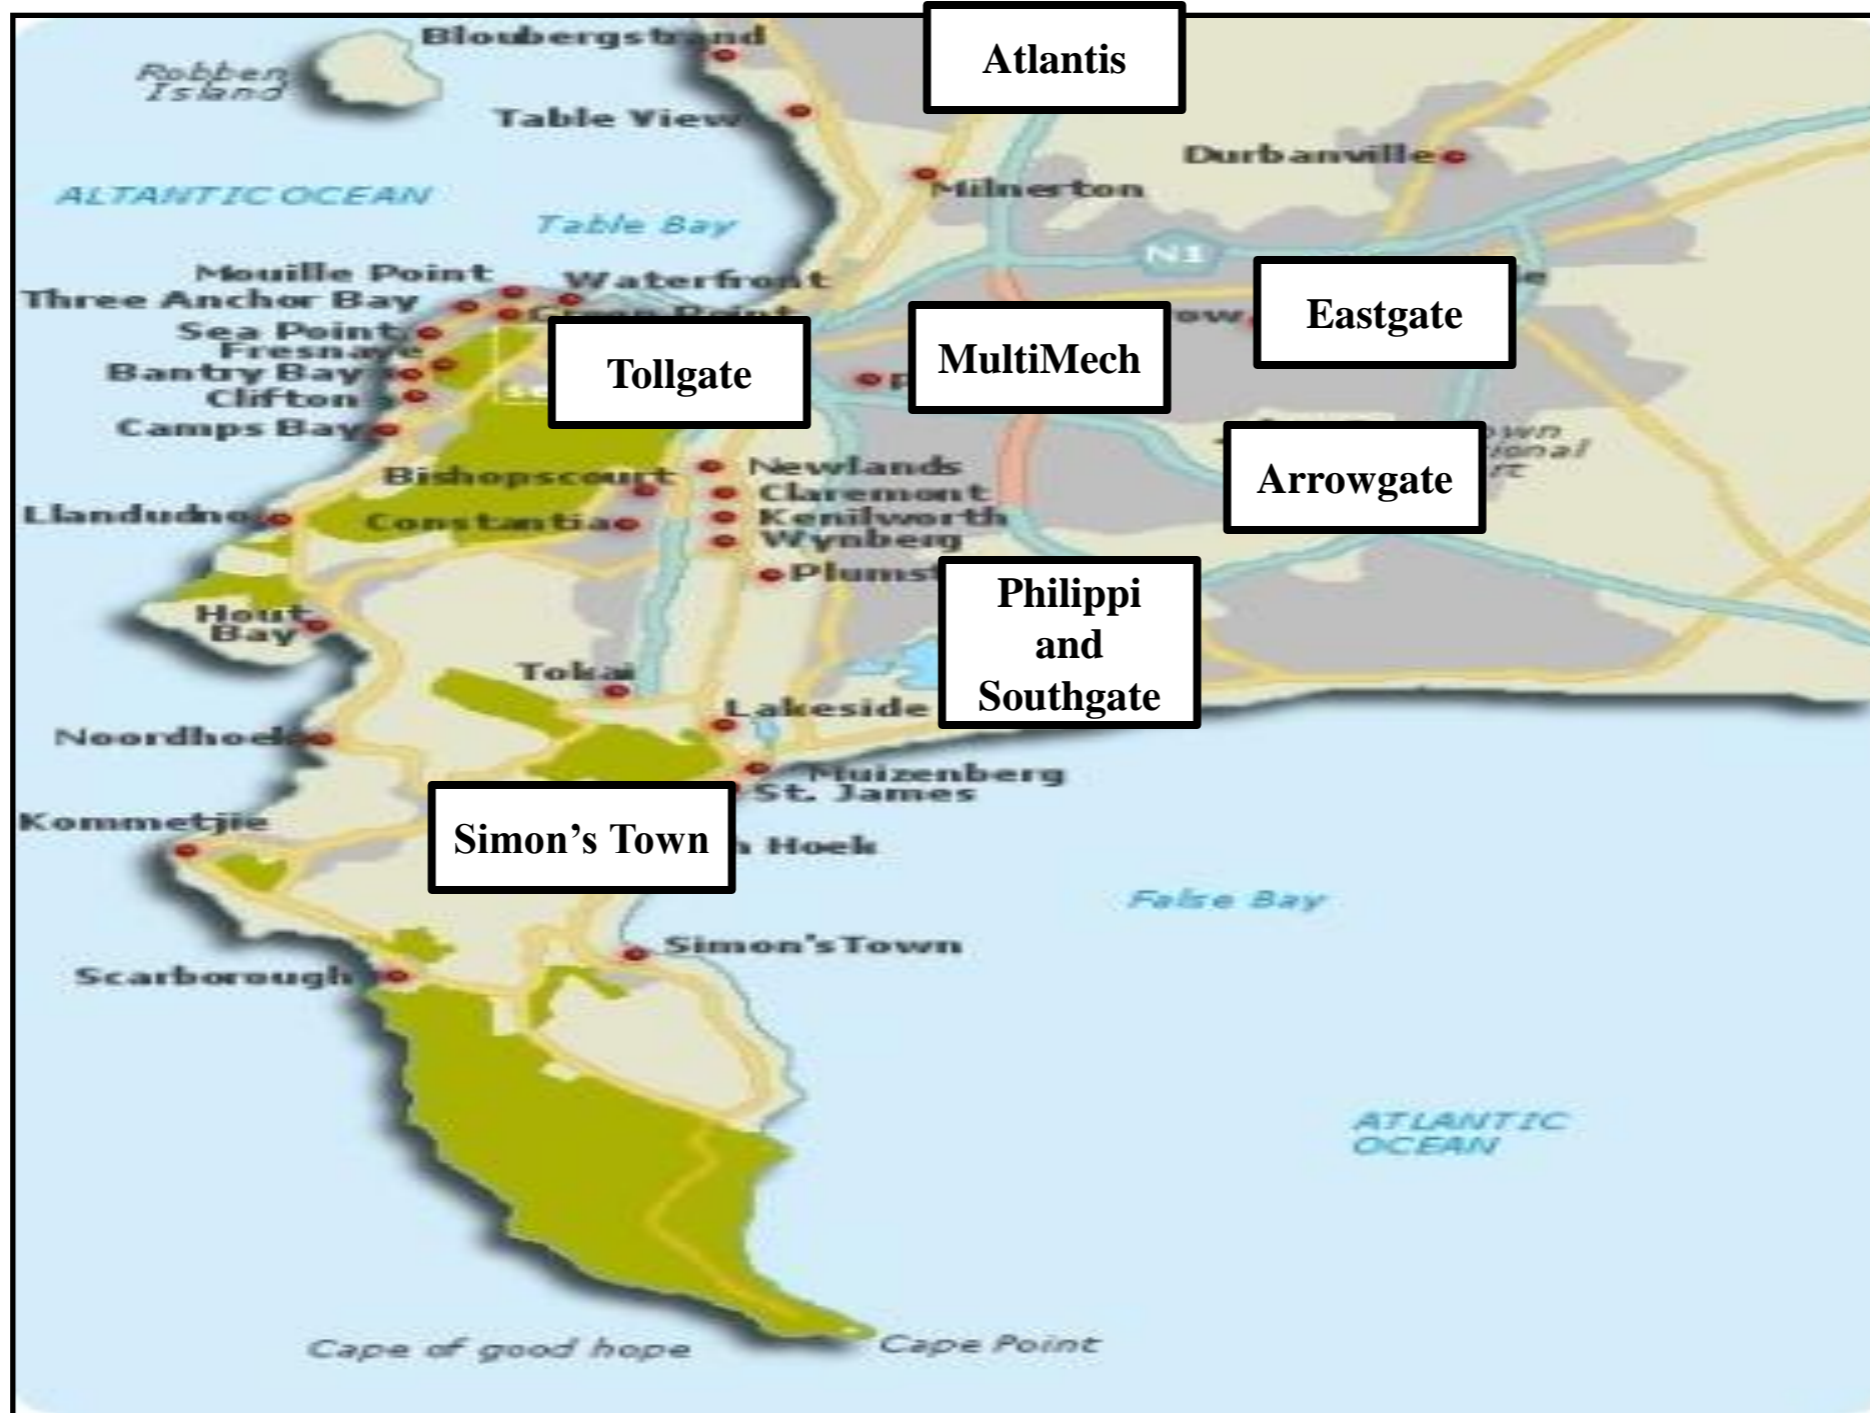 Bloubergstrand
Atlantis
Robben
Island
Table View
Durbanville
Milnerton
ALTANTIC OCEAN
Table Bay
N1
Mouille Point
Waterfront
Three Anchor Bay
Green Point
Eastgate
Sea Point
Fresnaye
Bantry Bay
Clifton
Tollgate
MultiMech
Camps Bay
Newlands
Bishopscourt
Claremont
Arrowgate
Llandudno
Constantia
Kenilworth
Wynberg
Philippi
and
Southgate
Hout
Bay
Tokai
Lakeside
Noordhoek
Muizenberg
St. James
Kommetjie
Simon’s Town
Hoek
False Bay
Simon's Town
Scarborough
ATLANTIC
OCEAN
Cape of good hope
Cape Point